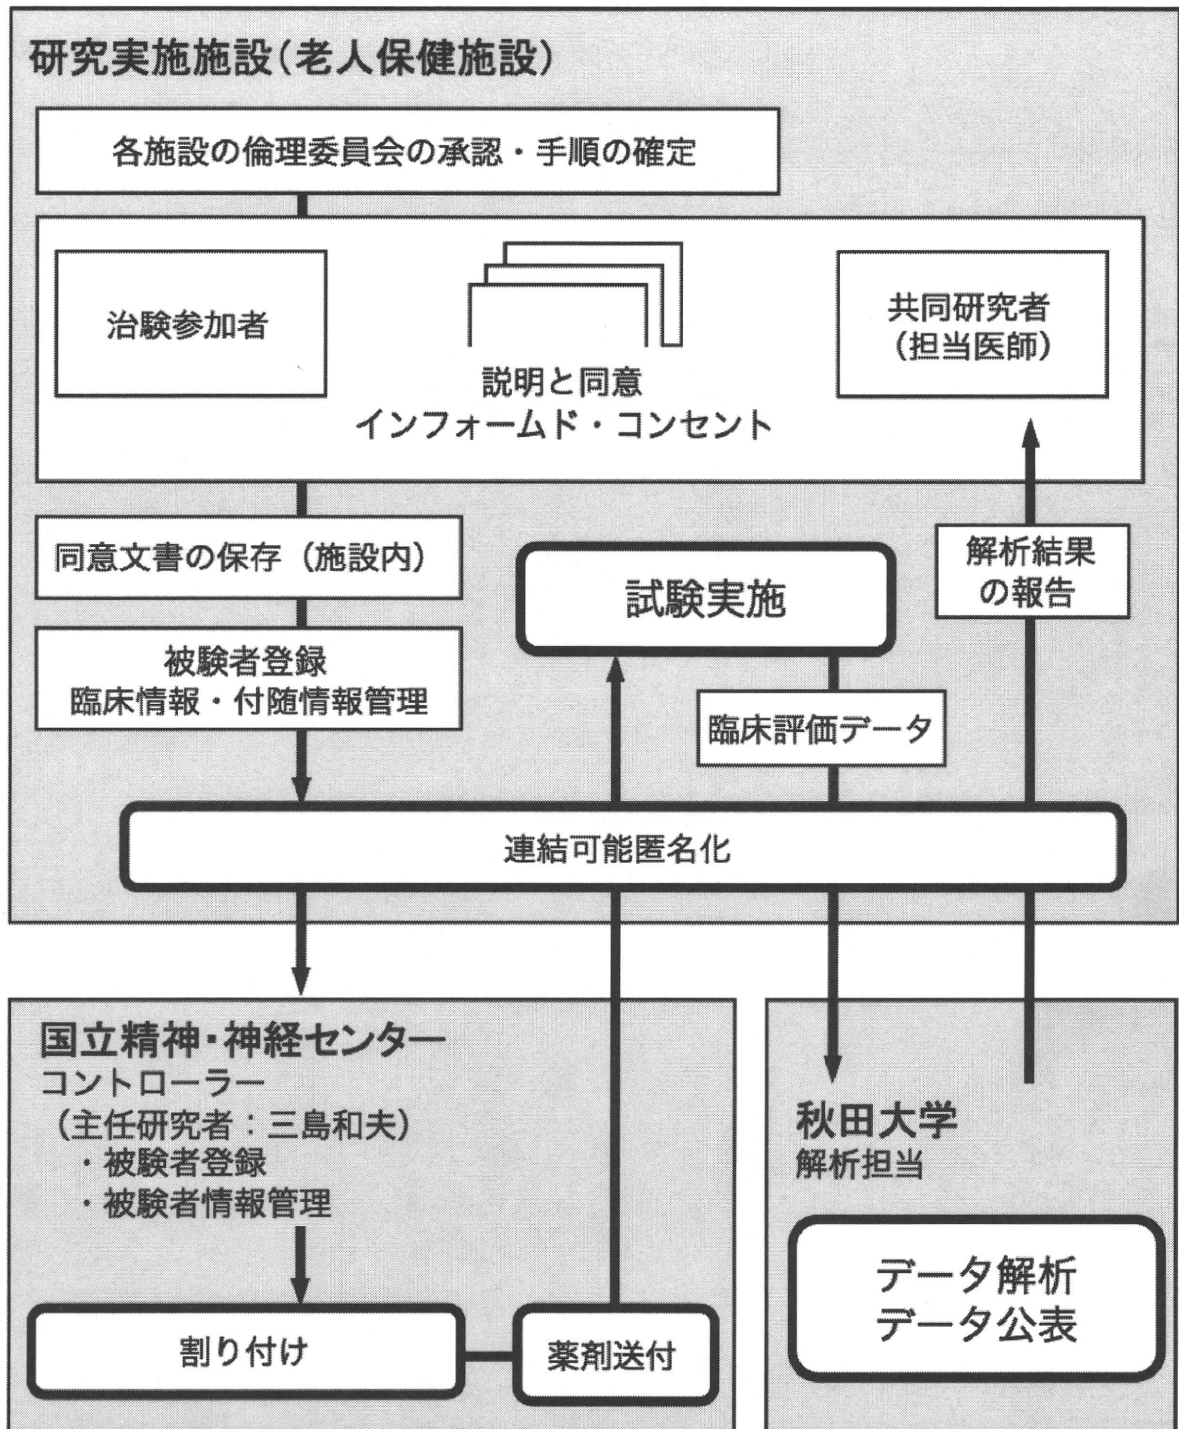 研究実施施設(老人保健施設)
各施設の倫理委員会の承認・手順の確定
治験参加者
説明と同意
インフォームド・コンセント
共同研究者
(担当医師)
同意文書の保存(施設内)
試験実施
解析結果
の報告
被験者登録
臨床情報・付随情報管理
臨床評価データ
連結可能匿名化
国立精神・神経センター
コントローラー
(主任研究者:三島和夫)
・被験者登録
・被験者情報管理
割り付け
薬剤送付
秋田大学
解析担当
データ解析
データ公表